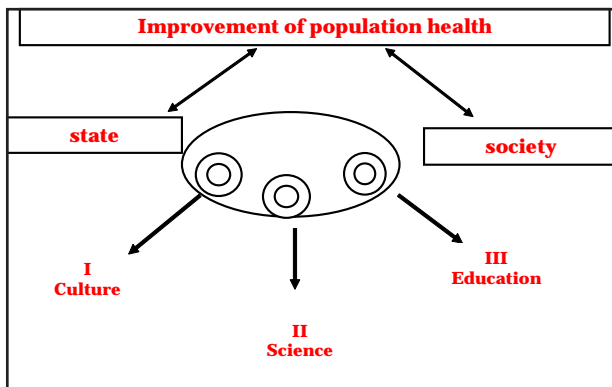 Improvement of population health
state
society
I
Culture
II
Science
III
Education